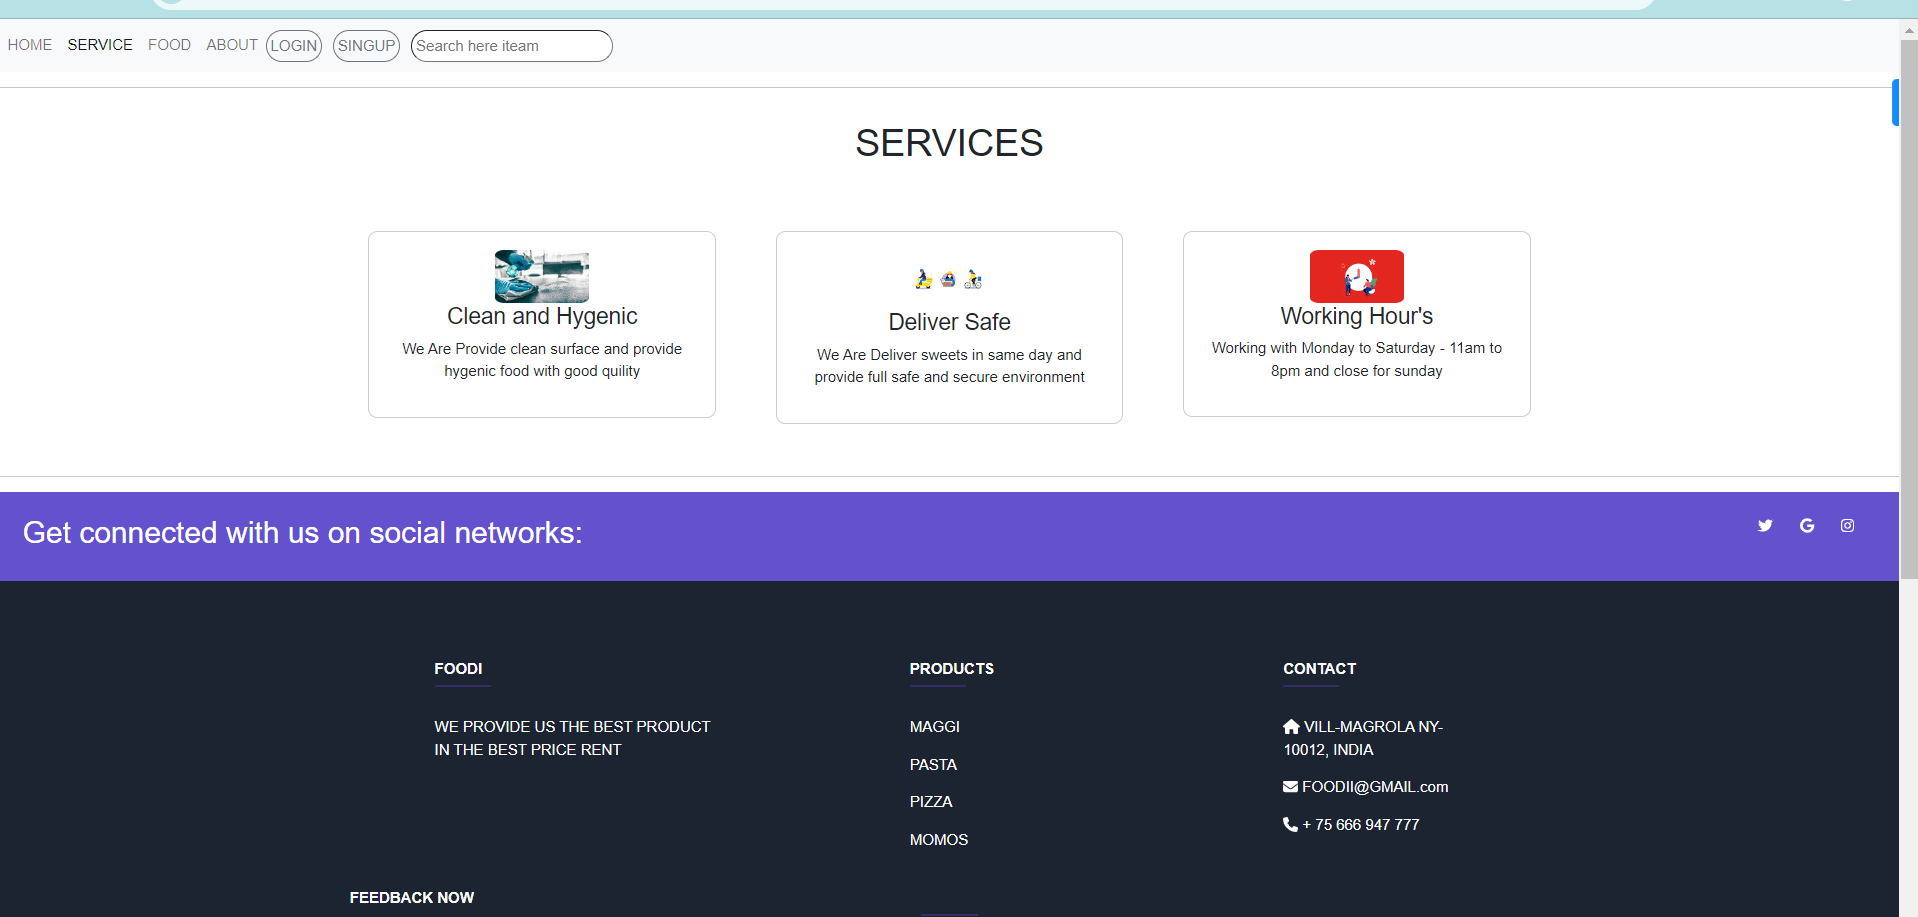 HOME SERVICE FOOD ABOUT LOGIN SINGUP Search here iteam
SERVICES
Clean and Hygenic
We Are Provide clean surface and provide
hygenic food with good quility
Deliver Safe
We Are Deliver sweets in same day and
provide full safe and secure environment
Working Hour's
Working with Monday to Saturday - 11am to
8pm and close for sunday
Get connected with us on social networks:
FOODI
WE PROVIDE US THE BEST PRODUCT
IN THE BEST PRICE RENT
PRODUCTS
MAGGI
PASTA
PIZZA
MOMOS
CONTACT
VILL-MAGROLA NY-
10012, INDIA
FOODII@GMAIL.com
+ 75 666 947 777
FEEDBACK NOW